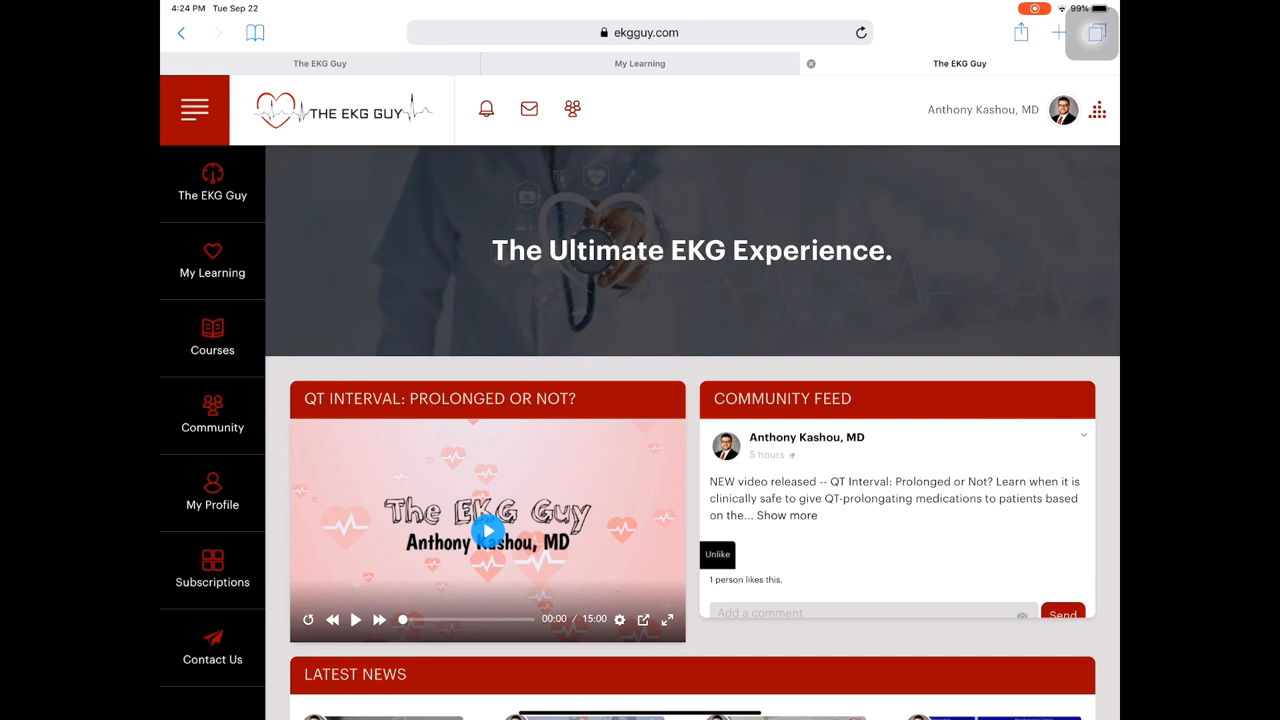 4:24 PM Tue Sep 22
99%
ekgguy.com
The EKG Guy
My Learning
The EKG Guy
THE EKG GUY
Anthony Kashou, MD
The EKG Guy
My Learning
Courses
Community
My Profile
Subscriptions
Contact Us
The Ultimate EKG Experience.
QT INTERVAL: PROLONGED OR NOT?
The EKG Guy
Anthony Kashou, MD
00:00 / 15:00
COMMUNITY FEED
Anthony Kashou, MD
5 hours
NEW video released -- QT Interval: Prolonged or Not? Learn when it is
clinically safe to give QT-prolongating medications to patients based
on the... Show more
Unlike
1 person likes this.
Add a comment
Send
LATEST NEWS